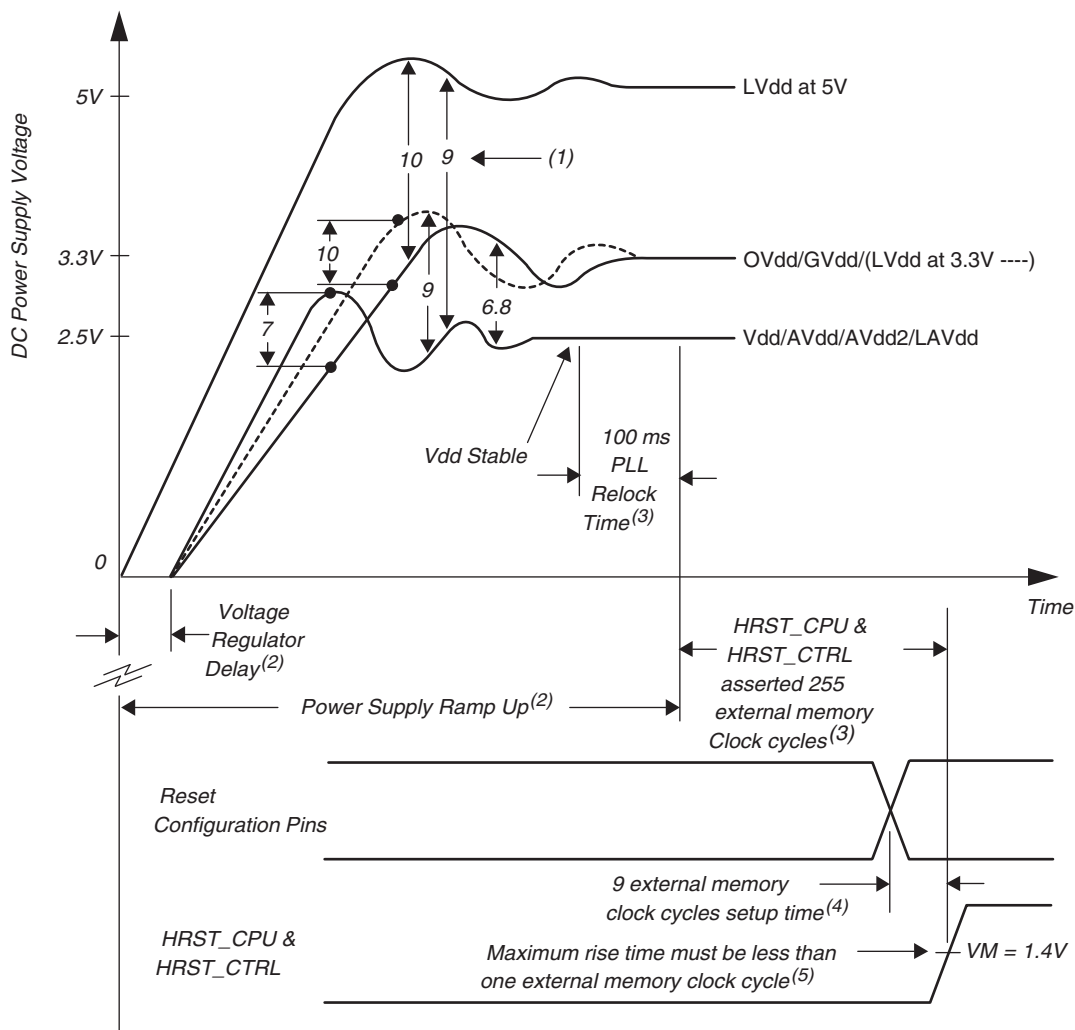 DC Power Supply Voltage
5V
3.3V
2.5V
0
LVdd at 5V
10
9
(1)
10
7
9
6.8
OVdd/GVdd/(LVdd at 3.3V ----)
Vdd/AVdd/AVdd2/LAVdd
Vdd Stable
100 ms
PLL
Relock
Time(3)
Time
Voltage
Regulator
Delay(2)
Power Supply Ramp Up(2)
HRST_CPU &
HRST_CTRL
asserted 255
external memory
Clock cycles(3)
Reset
Configuration Pins
9 external memory
clock cycles setup time(4)
HRST_CPU &
HRST_CTRL
Maximum rise time must be less than
one external memory clock cycle(5)
VM = 1.4V